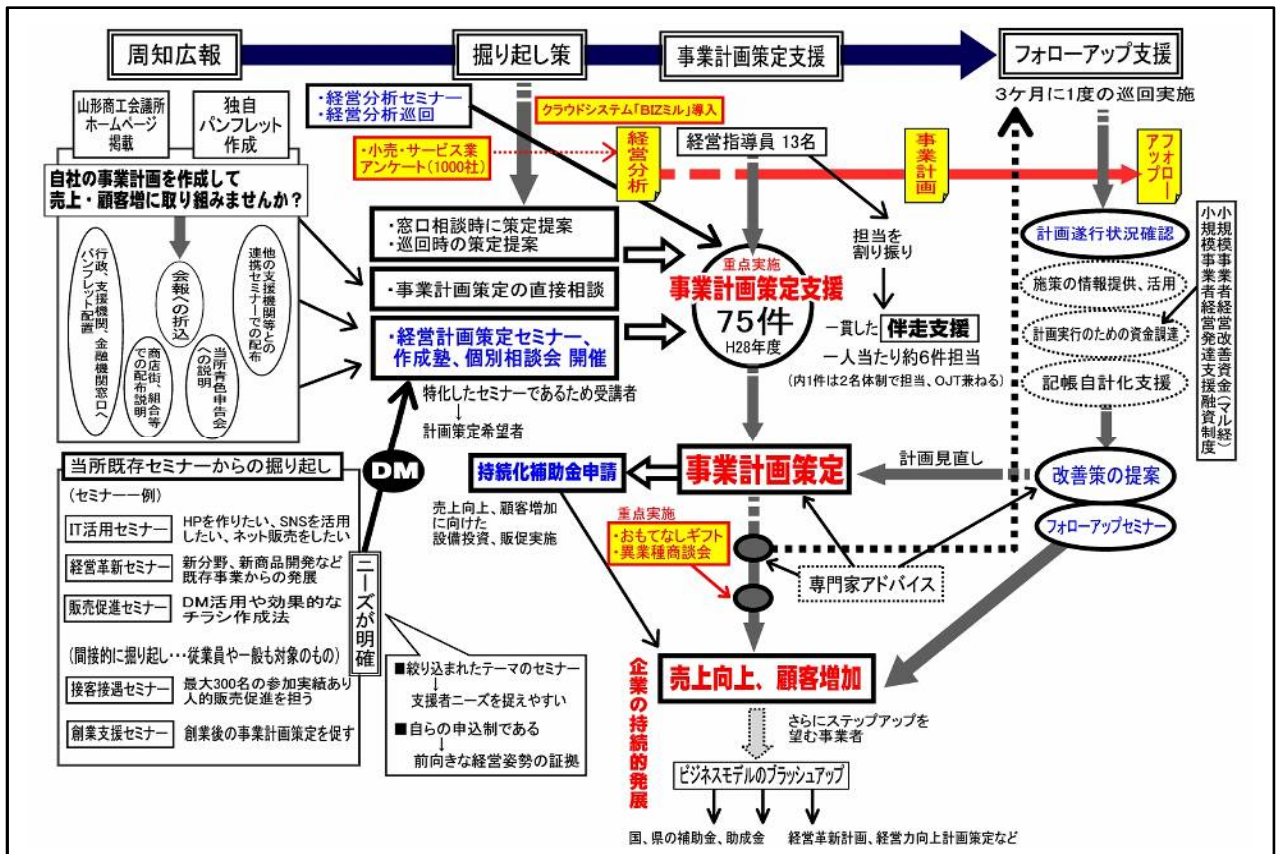 周知広報
掘り起し策
事業計画策定支援
フォローアップ支援
山形商工会議所
ホームページ
掲載
独自
パンフレット
作成
自社の事業計画を作成して
売上・顧客増に取り組みませんか？
行政、支援機関、金融機関窓口へ
パンフレット配置
会報への折込
商店街、組合等
での配布説明
当所青色申告会
への説明
他の支援機関等との
連携セミナーでの配布
・経営分析セミナー
・経営分析巡回
クラウドシステム「BIZミル」導入
・小売・サービス業
アンケート(1000社)
経営分析
経営指導員 13名
事業計画
フォロー
アップ
3ケ月に1度の巡回実施
・窓口相談時に策定提案
・巡回時の策定提案
・事業計画策定の直接相談
・経営計画策定セミナー、
作成塾、個別相談会 開催
特化したセミナーであるため受講者
計画策定希望者
重点実施
事業計画策定支援
75件
H28年度
担当を
割り振り
一貫した 伴走支援
一人当たり約6件担当
(内1件は2名体制で担当、OJT兼ねる)
計画遂行状況確認
施策の情報提供、活用
計画実行のための資金調達
記帳自計化支援
小規模事業者経営改善資金(マル経)
小規模事業者経営発達支援融資制度
改善策の提案
フォローアップセミナー
計画見直し
事業計画策定
持続化補助金申請
売上向上、顧客増加
に向けた
設備投資、販促実施
重点実施
・おもてなしギフト
・異業種商談会
専門家アドバイス
DM
当所既存セミナーからの掘り起し
(セミナー一例)
IT活用セミナー
HPを作りたい、SNSを活用
したい、ネット販売をしたい
経営革新セミナー
新分野、新商品開発など
既存事業からの発展
販売促進セミナー
DM活用や効果的な
チラシ作成法
(間接的に掘り起し･･･従業員や一般も対象のもの)
接客接遇セミナー
最大300名の参加実績あり
人的販売促進を担う
創業支援セミナー
創業後の事業計画策定を促す
ニーズが明確
■絞り込まれたテーマのセミナー
支援者ニーズを捉えやすい
■自らの申込制である
前向きな経営姿勢の証拠
企業の持続的発展
売上向上、顧客増加
さらにステップアップを
望む事業者
ビジネスモデルのブラッシュアップ
国、県の補助金、助成金
経営革新計画、経営力向上計画策定など